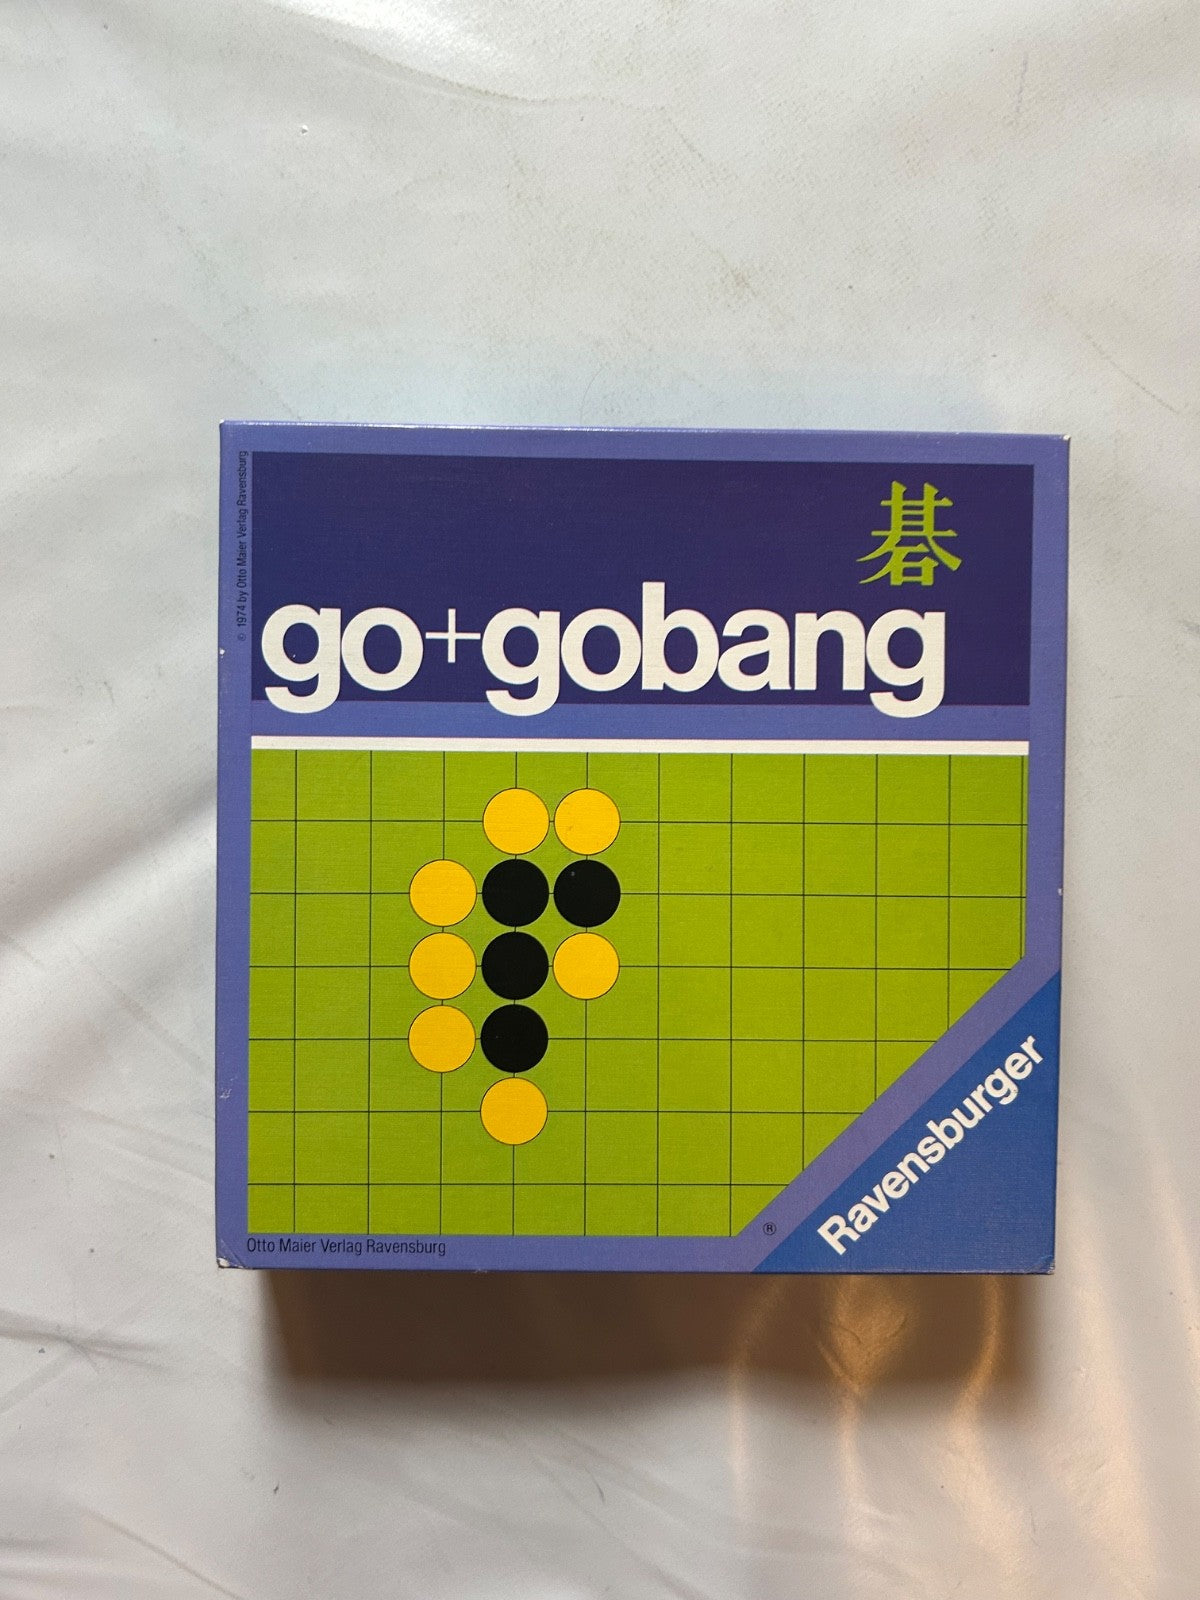 © 1974 by Otto Maier Verlag Ravensburg
碁
go+gobang
Ravensburger
®
Otto Maier Verlag Ravensburg